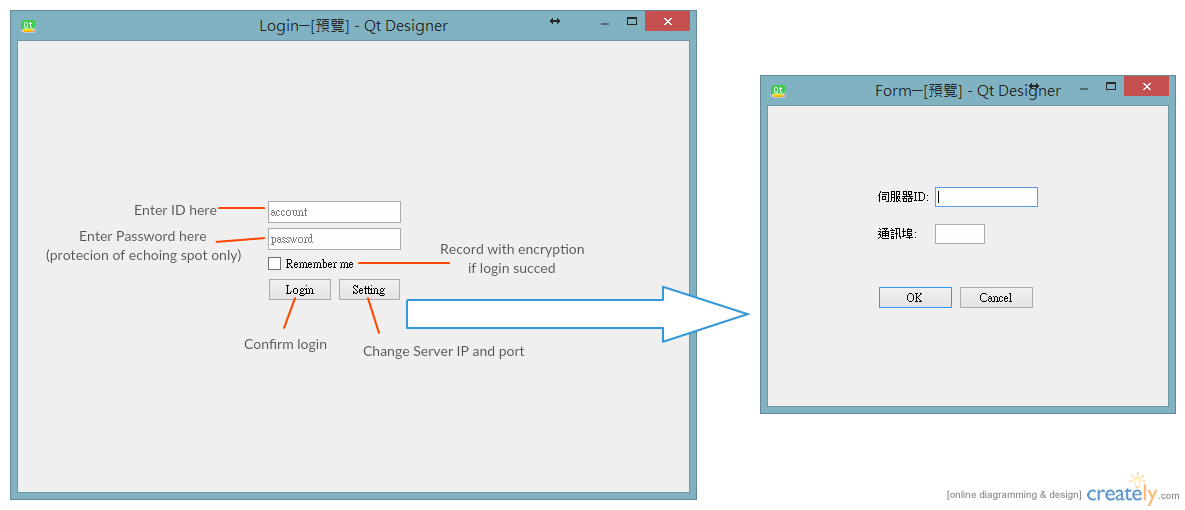 Login—[預覽] - Qt Designer
Enter ID here
account
Enter Password here
(protecion of echoing spot only)
password
Remember me
Record with encryption
if login succed
Login
Setting
Confirm login
Change Server IP and port
Form—[預覽] - Qt Designer
伺服器ID:
通訊埠:
OK
Cancel
[online diagramming & design] creately.com